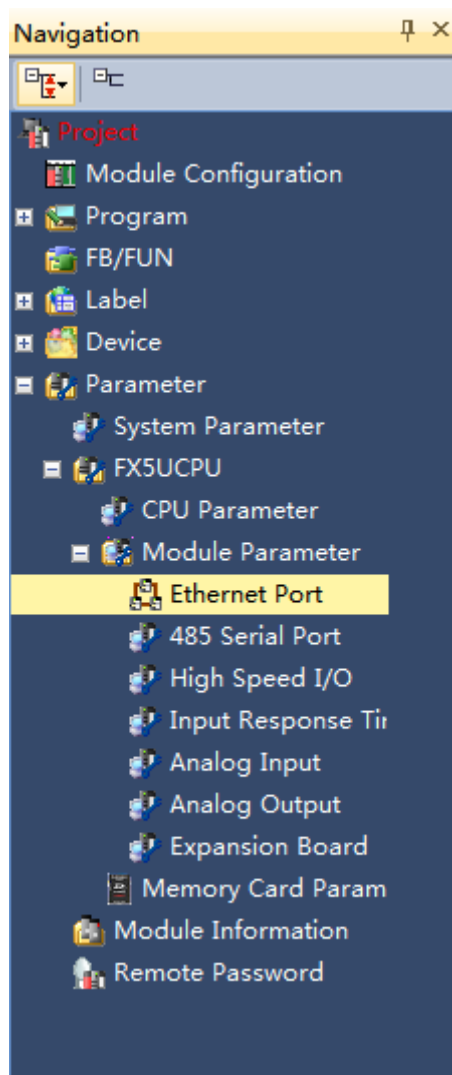 Navigation
Project
Module Configuration
Program
FB/FUN
Label
Device
Parameter
System Parameter
FX5UCPU
CPU Parameter
Module Parameter
Ethernet Port
485 Serial Port
High Speed I/O
Input Response Tir
Analog Input
Analog Output
Expansion Board
Memory Card Param
Module Information
Remote Password